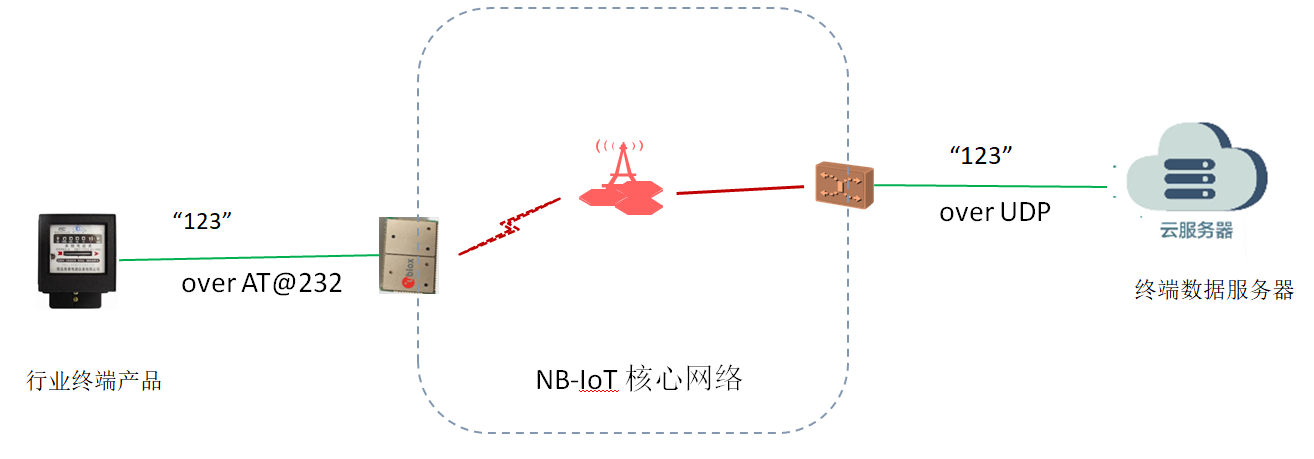 “123”
over AT@232
行业终端产品
blox
NB-IoT 核心网络
“123”
over UDP
云服务器
终端数据服务器